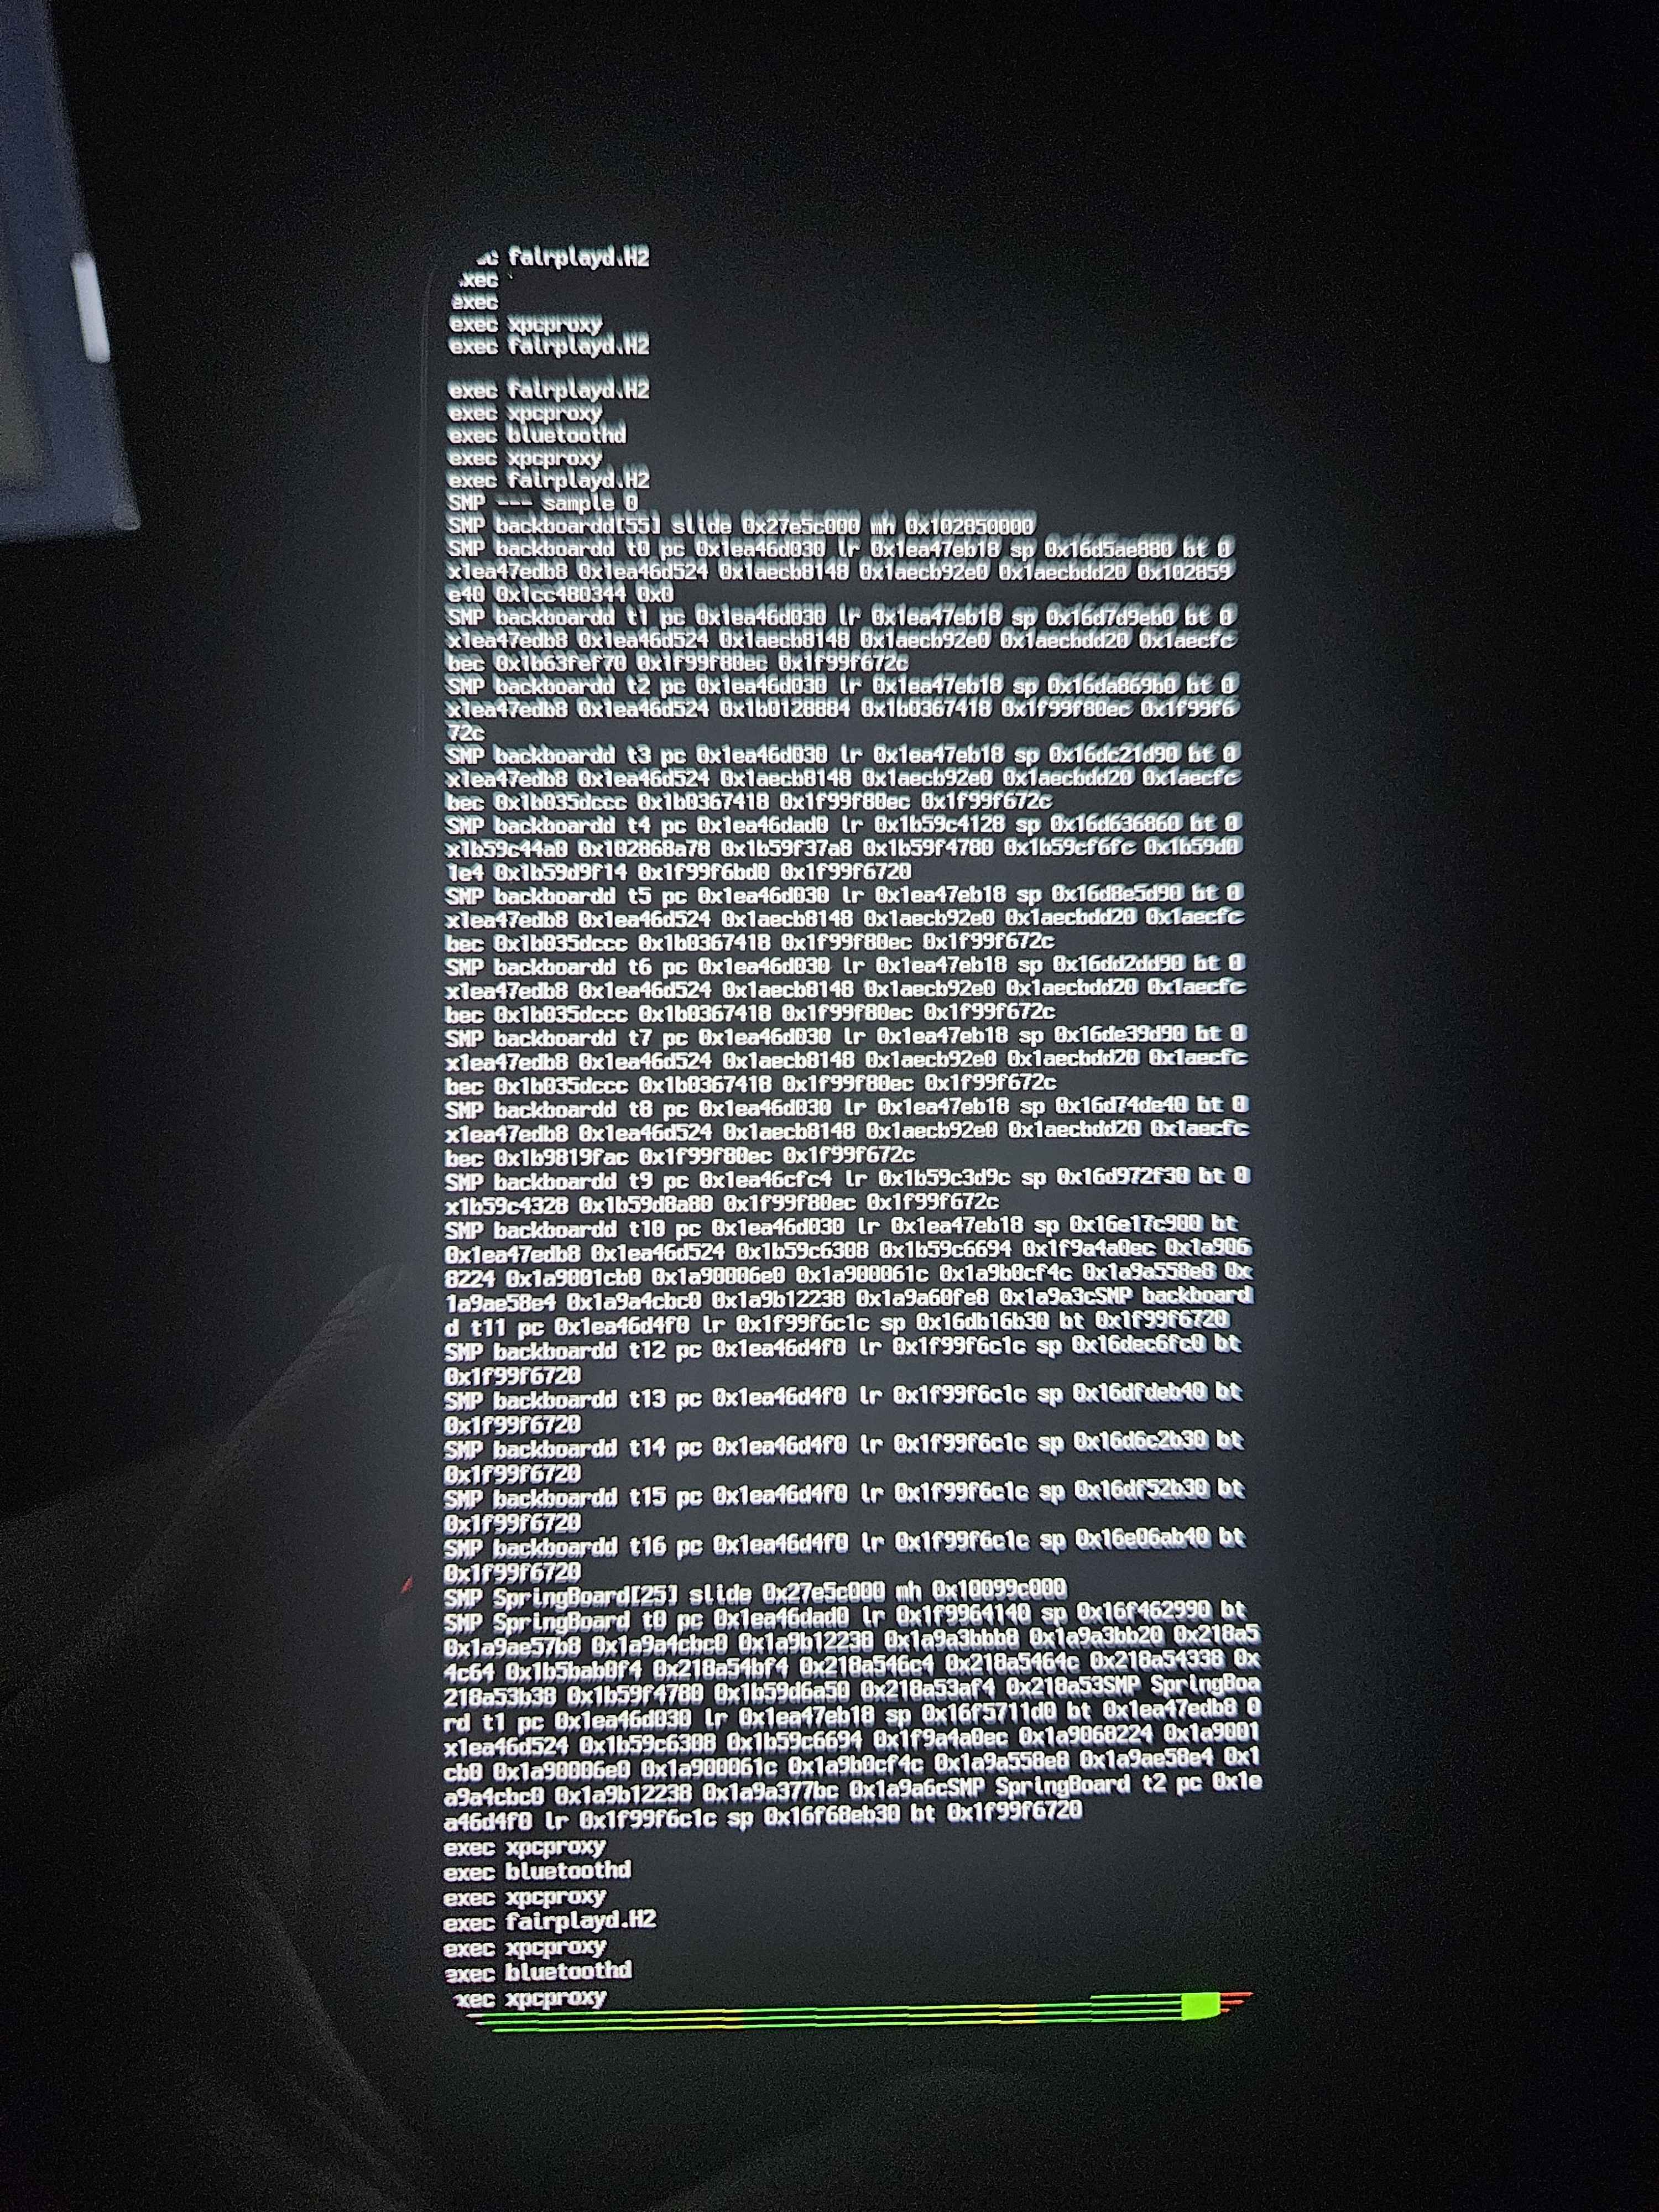 fairplayd.H2
xec
exec
exec xpcproxy
exec fairplayd.H2
exec fairplayd.H2
exec xpcproxy
exec bluetoothd
exec xpcproxy
exec fairplayd.H2
SMP --- sample 0
SMP backboardd[55] slide 0x27e5c000 mh 0x102850000
SMP backboardd t0 pc 0x1ea46d030 lr 0x1ea47eb18 sp 0x16d5ae880 bt 0
x1ea47edb8 0x1ea46d524 0x1aecb8148 0x1aecb92e0 0x1aecbdd20 0x102859
e40 0x1cc480344 0x0
SMP backboardd t1 pc 0x1ea46d030 lr 0x1ea47eb18 sp 0x16d7d9eb0 bt 0
x1ea47edb8 0x1ea46d524 0x1aecb8148 0x1aecb92e0 0x1aecbdd20 0x1aecfc
bec 0x1b63fef70 0x1f99f80ec 0x1f99f672c
SMP backboardd t2 pc 0x1ea46d030 lr 0x1ea47eb18 sp 0x16da869b0 bt 0
x1ea47edb8 0x1ea46d524 0x1b0128884 0x1b0367418 0x1f99f80ec 0x1f99f6
72c
SMP backboardd t3 pc 0x1ea46d030 lr 0x1ea47eb18 sp 0x16dc21d90 bt 0
x1ea47edb8 0x1ea46d524 0x1aecb8148 0x1aecb92e0 0x1aecbdd20 0x1aecfc
bec 0x1b035dccc 0x1b0367418 0x1f99f80ec 0x1f99f672c
SMP backboardd t4 pc 0x1ea46dad0 lr 0x1b59c4128 sp 0x16d636860 bt 0
x1b59c44a0 0x102868a78 0x1b59f37a8 0x1b59f4780 0x1b59cf6fc 0x1b59d0
1e4 0x1b59d9f14 0x1f99f6bd0 0x1f99f6720
SMP backboardd t5 pc 0x1ea46d030 lr 0x1ea47eb18 sp 0x16d8e5d90 bt 0
x1ea47edb8 0x1ea46d524 0x1aecb8148 0x1aecb92e0 0x1aecbdd20 0x1aecfc
bec 0x1b035dccc 0x1b0367418 0x1f99f80ec 0x1f99f672c
SMP backboardd t6 pc 0x1ea46d030 lr 0x1ea47eb18 sp 0x16dd2dd90 bt 0
x1ea47edb8 0x1ea46d524 0x1aecb8148 0x1aecb92e0 0x1aecbdd20 0x1aecfc
bec 0x1b035dccc 0x1b0367418 0x1f99f80ec 0x1f99f672c
SMP backboardd t7 pc 0x1ea46d030 lr 0x1ea47eb18 sp 0x16de39d90 bt 0
x1ea47edb8 0x1ea46d524 0x1aecb8148 0x1aecb92e0 0x1aecbdd20 0x1aecfc
bec 0x1b035dccc 0x1b0367418 0x1f99f80ec 0x1f99f672c
SMP backboardd t8 pc 0x1ea46d030 lr 0x1ea47eb18 sp 0x16d74de40 bt 0
x1ea47edb8 0x1ea46d524 0x1aecb8148 0x1aecb92e0 0x1aecbdd20 0x1aecfc
bec 0x1b9819fac 0x1f99f80ec 0x1f99f672c
SMP backboardd t9 pc 0x1ea46cfc4 lr 0x1b59c3d9c sp 0x16d972f30 bt 0
x1b59c4328 0x1b59d8a80 0x1f99f80ec 0x1f99f672c
SMP backboardd t10 pc 0x1ea46d030 lr 0x1ea47eb18 sp 0x16e17c900 bt
0x1ea47edb8 0x1ea46d524 0x1b59c6308 0x1b59c6694 0x1f9a4a0ec 0x1a906
8224 0x1a9001cb0 0x1a90006e0 0x1a900061c 0x1a9b0cf4c 0x1a9a558e8 0x
1a9ae58e4 0x1a9a4cbc0 0x1a9b12238 0x1a9a60fe8 0x1a9a3cSMP backboard
d t11 pc 0x1ea46d4f0 lr 0x1f99f6c1c sp 0x16db16b30 bt 0x1f99f6720
SMP backboardd t12 pc 0x1ea46d4f0 lr 0x1f99f6c1c sp 0x16dec6fc0 bt
0x1f99f6720
SMP backboardd t13 pc 0x1ea46d4f0 lr 0x1f99f6c1c sp 0x16dfdeb40 bt
0x1f99f6720
SMP backboardd t14 pc 0x1ea46d4f0 lr 0x1f99f6c1c sp 0x16d6c2b30 bt
0x1f99f6720
SMP backboardd t15 pc 0x1ea46d4f0 lr 0x1f99f6c1c sp 0x16df52b30 bt
0x1f99f6720
SMP backboardd t16 pc 0x1ea46d4f0 lr 0x1f99f6c1c sp 0x16e06ab40 bt
0x1f99f6720
SMP SpringBoard[25] slide 0x27e5c000 mh 0x10099c000
SMP SpringBoard t0 pc 0x1ea46dad0 lr 0x1f9964140 sp 0x16f462990 bt
0x1a9ae57b8 0x1a9a4cbc0 0x1a9b12238 0x1a9a3bbb8 0x1a9a3bb20 0x218a5
4c64 0x1b5bab0f4 0x218a54bf4 0x218a546c4 0x218a5464c 0x218a54338 0x
218a53b38 0x1b59f4780 0x1b59d6a50 0x218a53af4 0x218a53SMP SpringBoa
rd t1 pc 0x1ea46d030 lr 0x1ea47eb18 sp 0x16f5711d0 bt 0x1ea47edb8 0
x1ea46d524 0x1b59c6308 0x1b59c6694 0x1f9a4a0ec 0x1a9068224 0x1a9001
cb0 0x1a90006e0 0x1a900061c 0x1a9b0cf4c 0x1a9a558e8 0x1a9ae58e4 0x1
a9a4cbc0 0x1a9b12238 0x1a9a377bc 0x1a9a6cSMP SpringBoard t2 pc 0x1e
a46d4f0 lr 0x1f99f6c1c sp 0x16f68eb30 bt 0x1f99f6720
exec xpcproxy
exec bluetoothd
exec xpcproxy
exec fairplayd.H2
exec xpcproxy
exec bluetoothd
xec xpcproxy